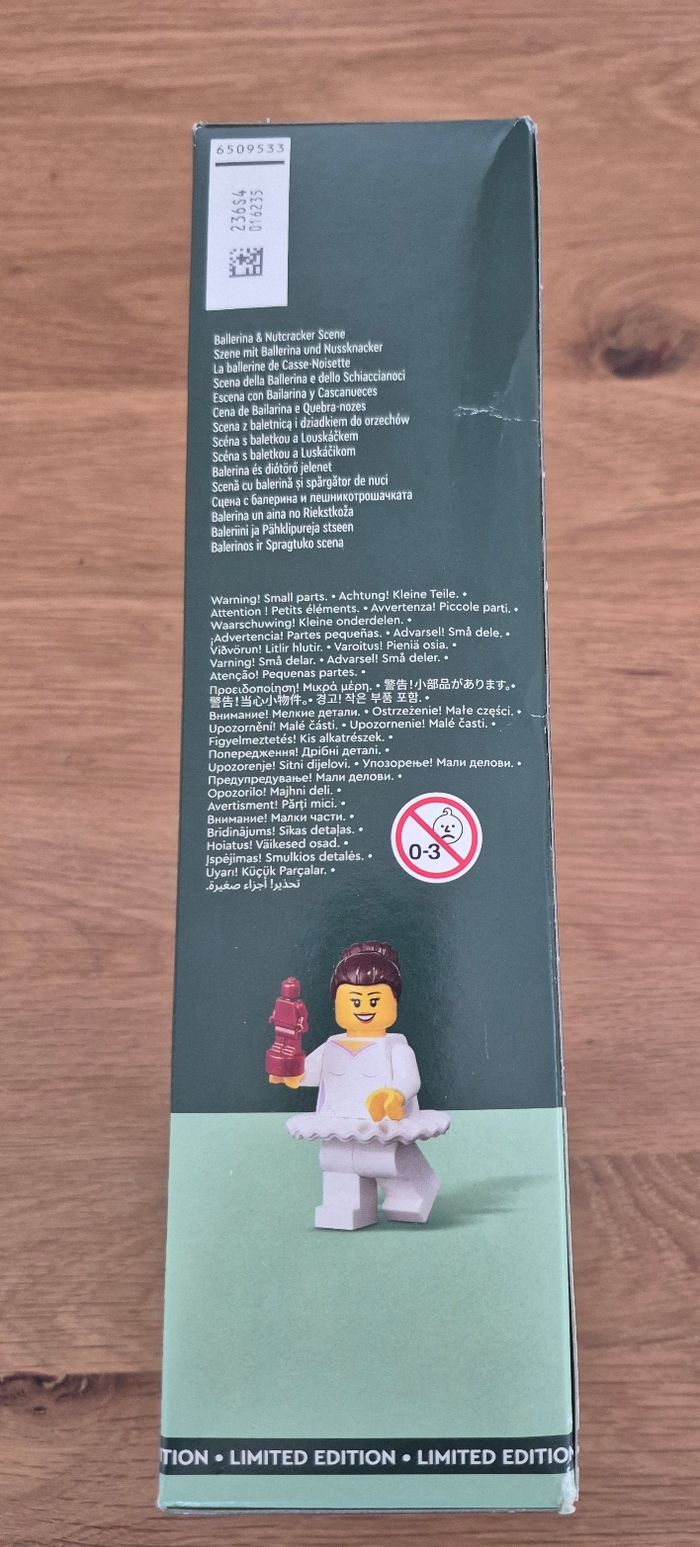 6509533
236S4
016235
Ballerina & Nutcracker Scene
Szene mit Ballerina und Nussknacker
La ballerine de Casse-Noisette
Scena della Ballerina e dello Schiaccianoci
Escena con Bailarina y Cascanueces
Cena de Bailarina e Quebra-nozes
Scena z baletnicą i dziadkiem do orzechów
Scéna s baletkou a Louskáčkem
Scéna s baletkou a Luskáčikom
Balerina és diótörő jelenet
Scenă cu balerină și spărgător de nuci
Сцена с балерина и лешникотрошачката
Balerīna un aina no Riekstkoža
Baleriini ja Pähklipureja stseen
Balerinos ir Spragtuko scena
Warning! Small parts. • Achtung! Kleine Teile. •
Attention ! Petits éléments. • Avvertenza! Piccole parti. •
Waarschuwing! Kleine onderdelen. •
¡Advertencia! Partes pequeñas. • Advarsel! Små dele. •
Viðvörun! Litlir hlutir. • Varoitus! Pieniä osia. •
Varning! Små delar. • Advarsel! Små deler. •
Atenção! Pequenas partes. •
Προειδοποίηση! Μικρά μέρη. • 警告!小部品があります。•
警告!当心小物件。• 경고! 작은 부품 포함. •
Внимание! Мелкие детали. • Ostrzeżenie! Małe części. •
Upozornění! Malé části. • Upozornenie! Malé časti. •
Figyelmeztetés! Kis alkatrészek. •
Попередження! Дрібні деталі. •
Upozorenje! Sitni dijelovi. • Упозорење! Мали делови. •
Предупредување! Мали делови. •
Opozorilo! Majhni deli. •
Avertisment! Părți mici. •
Внимание! Малки части. •
Brīdinājums! Sīkas detaļas. •
Hoiatus! Väikesed osad. •
Įspėjimas! Smulkios detalės. •
Uyarı! Küçük Parçalar. •
تحذير! أجزاء صغيرة.
0-3
TION • LIMITED EDITION • LIMITED EDITION